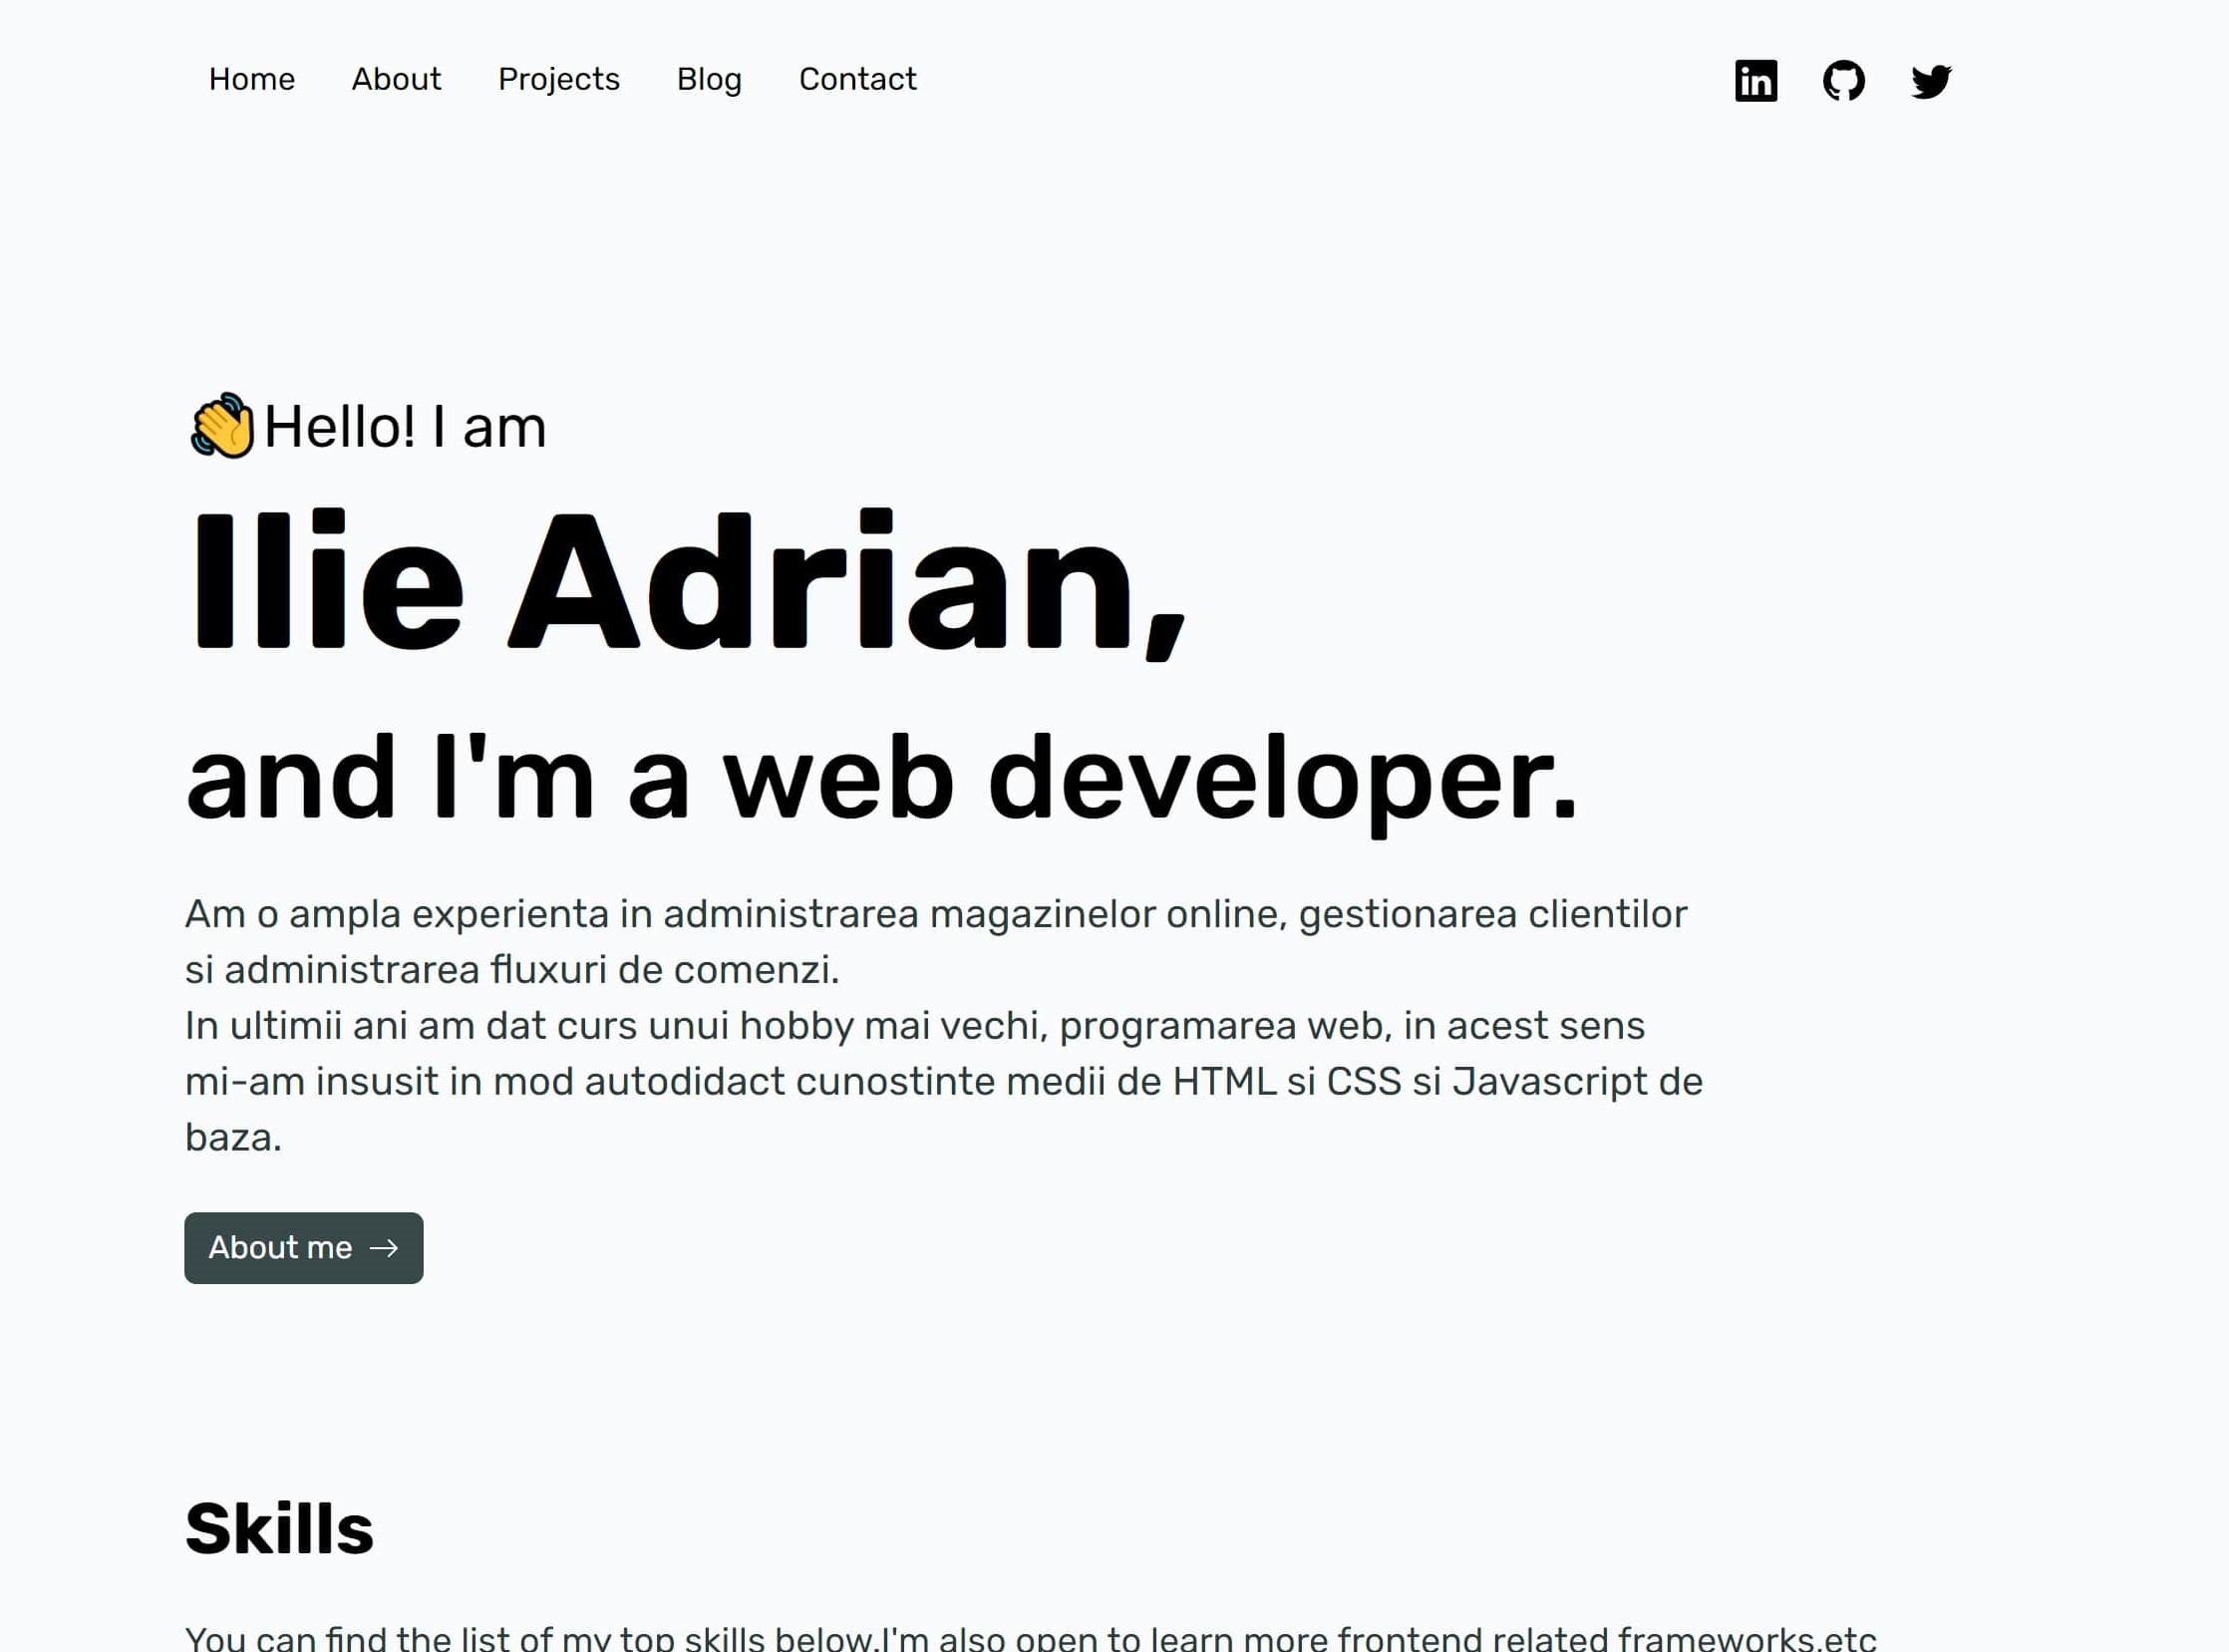 Home About Projects Blog Contact
in
👋Hello! I am
Ilie Adrian,
and I'm a web developer.
Am o ampla experienta in administrarea magazinelor online, gestionarea clientilor
si administrarea fluxuri de comenzi.
In ultimii ani am dat curs unui hobby mai vechi, programarea web, in acest sens
mi-am insusit in mod autodidact cunostinte medii de HTML si CSS si Javascript de
baza.
About me →
Skills
You can find the list of my top skills below.I'm also open to learn more frontend related frameworks,etc